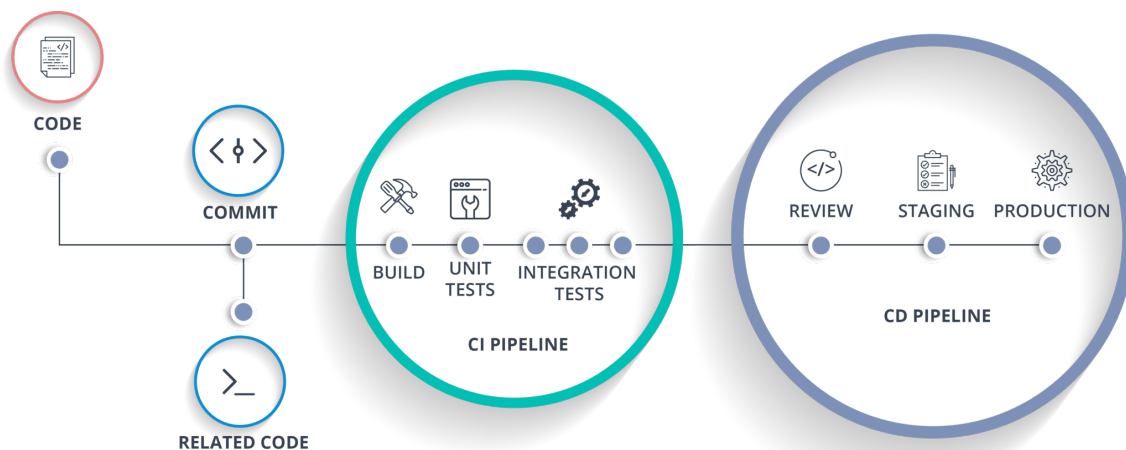 CODE
COMMIT
RELATED CODE
BUILD
UNIT
TESTS
INTEGRATION
TESTS
CI PIPELINE
REVIEW
STAGING
PRODUCTION
CD PIPELINE